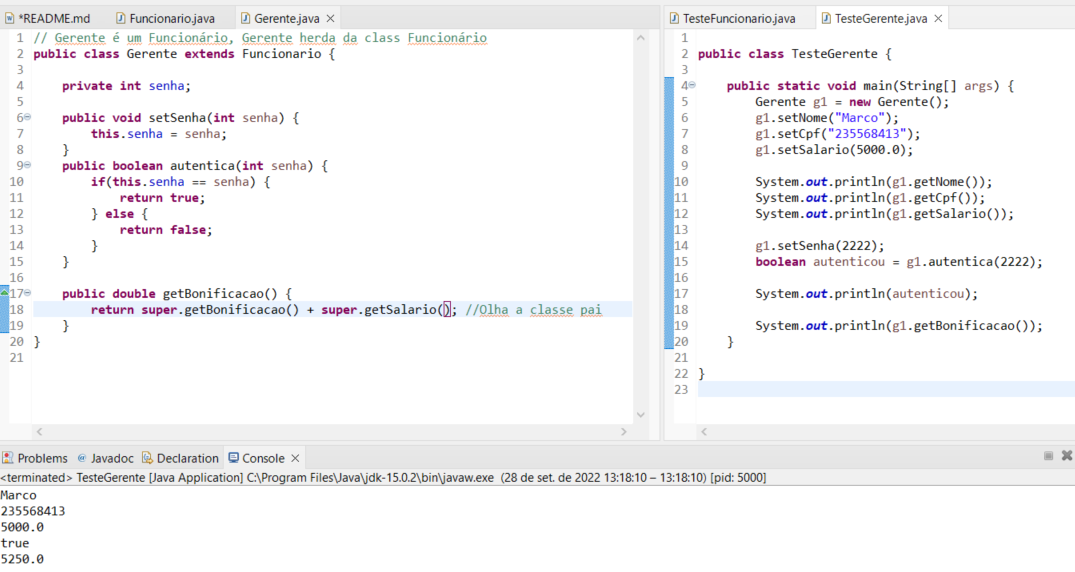 *README.md Funcionario.java Gerente.java
1 // Gerente é um Funcionário, Gerente herda da class Funcionário
2 public class Gerente extends Funcionario {
3
4 private int senha;
5
6 public void setSenha(int senha) {
7 this.senha = senha;
8 }
9 public boolean autentica(int senha) {
10 if(this.senha == senha) {
11 return true;
12 } else {
13 return false;
14 }
15 }
16
17 public double getBonificacao() {
18 return super.getBonificacao() + super.getSalario(); //Olha a classe pai
19 }
20 }
21
TesteFuncionario.java TesteGerente.java
1
2 public class TesteGerente {
3
4 public static void main(String[] args) {
5 Gerente g1 = new Gerente();
6 g1.setNome("Marco");
7 g1.setCpf("235568413");
8 g1.setSalario(5000.0);
9
10 System.out.println(g1.getNome());
11 System.out.println(g1.getCpf());
12 System.out.println(g1.getSalario());
13
14 g1.setSenha(2222);
15 boolean autenticou = g1.autentica(2222);
16
17 System.out.println(autenticou);
18
19 System.out.println(g1.getBonificacao());
20 }
21
22 }
23
Problems Javadoc Declaration Console
<terminated> TesteGerente [Java Application] C:\Program Files\Java\jdk-15.0.2\bin\javaw.exe (28 de set. de 2022 13:18:10 – 13:18:10) [pid: 5000]
Marco
235568413
5000.0
true
5250.0